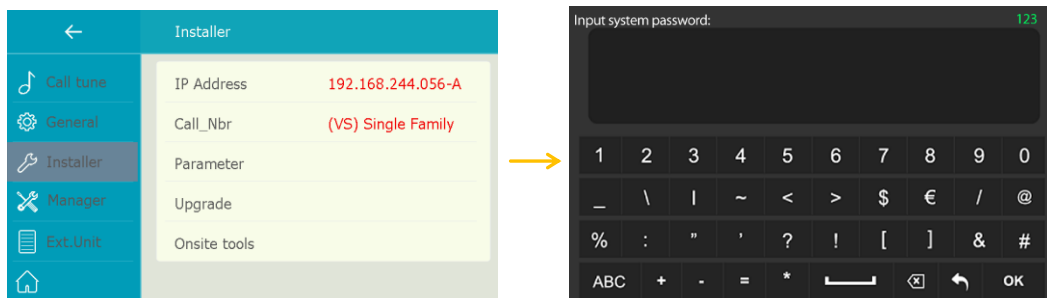 Installer
Call tune
General
Installer
Manager
Ext.Unit
IP Address 192.168.244.056-A
Call_Nbr (VS) Single Family
Parameter
Upgrade
Onsite tools
Input system password: 123
1 2 3 4 5 6 7 8 9 0
_ \ | ~ < > $ € / @
% : " ' ? ! [ ] & #
ABC + - = * OK